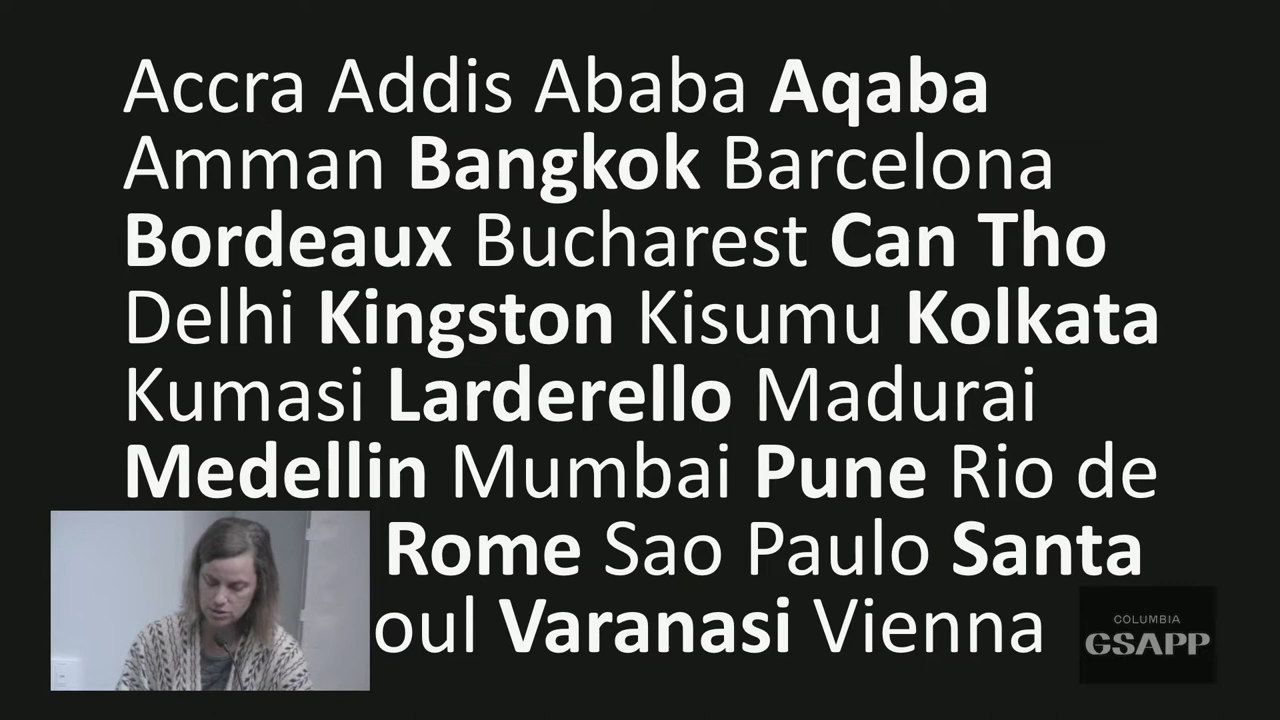 Accra Addis Ababa Aqaba
Amman Bangkok Barcelona
Bordeaux Bucharest Can Tho
Delhi Kingston Kisumu Kolkata
Kumasi Larderello Madurai
Medellin Mumbai Pune Rio de
Rome Sao Paulo Santa
oul Varanasi Vienna
COLUMBIA
GSAPP